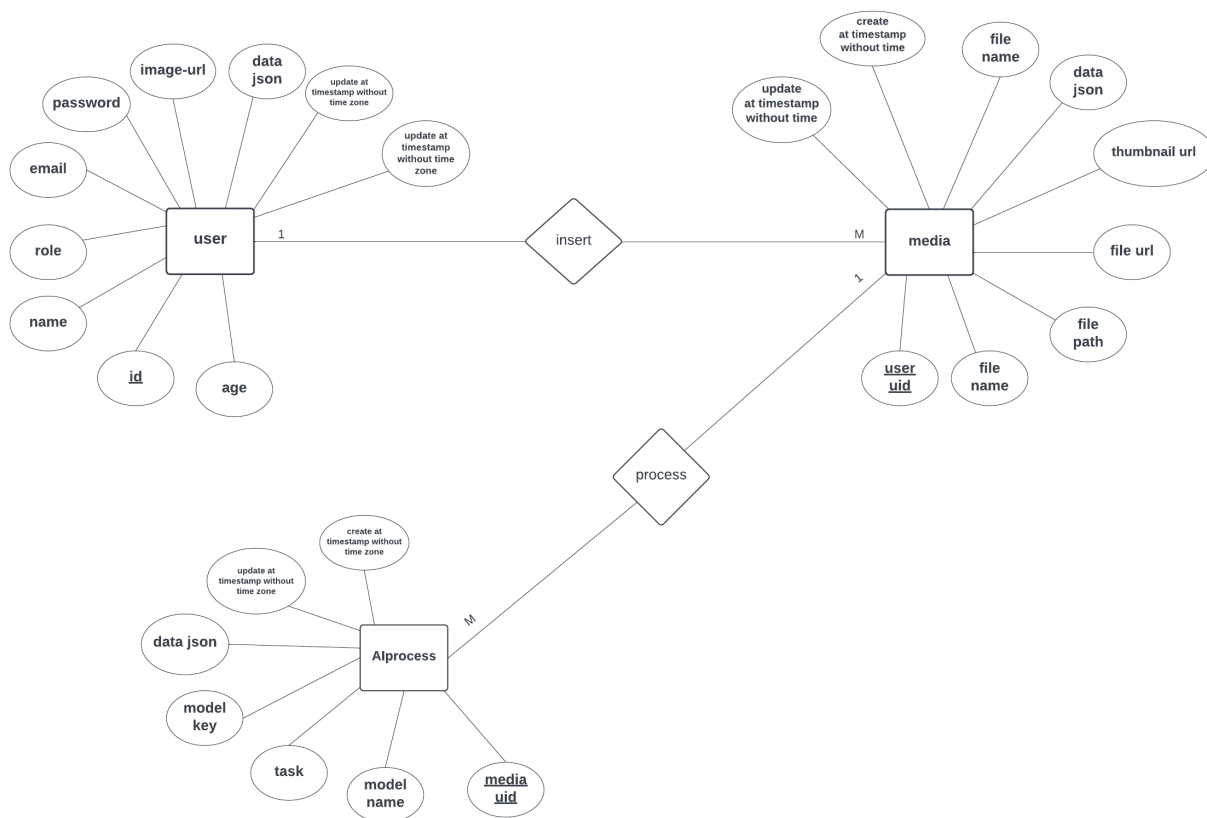 create
at timestamp
without time
file
name
data
json
image-url
update at
timestamp without
time zone
update
at timestamp
without time
password
update at
timestamp
without time
zone
thumbnail url
email
user
1
insert
M
media
role
file url
1
name
file
path
id
age
user
uid
file
name
process
create at
timestamp without
time zone
update at
timestamp without
time zone
M
data json
AIprocess
model
key
task
model
name
media
uid
data
json